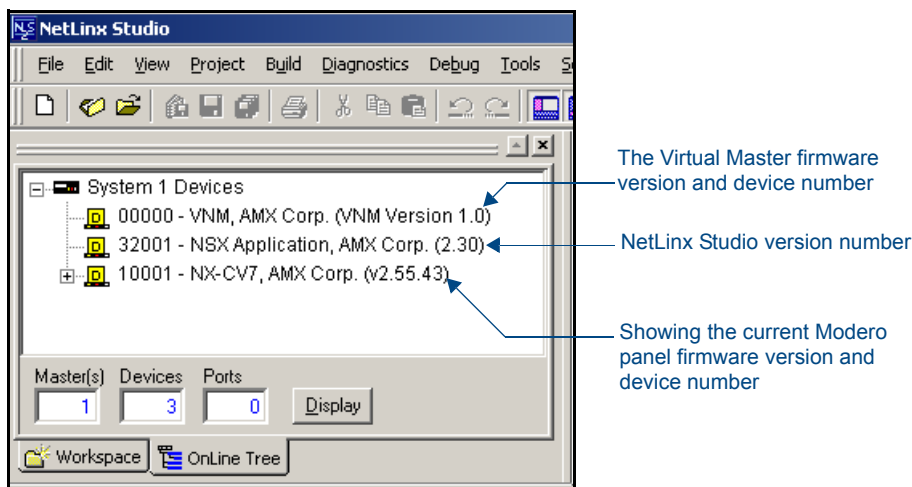 NetLinx Studio
File Edit View Project Build Diagnostics Debug Tools
System 1 Devices
00000 - VNM, AMX Corp. (VNM Version 1.0)
32001 - NSX Application, AMX Corp. (2.30)
10001 - NX-CV7, AMX Corp. (v2.55.43)
Master(s) Devices Ports
1 3 0 Display
Workspace OnLine Tree
The Virtual Master firmware
version and device number
NetLinx Studio version number
Showing the current Modero
panel firmware version and
device number